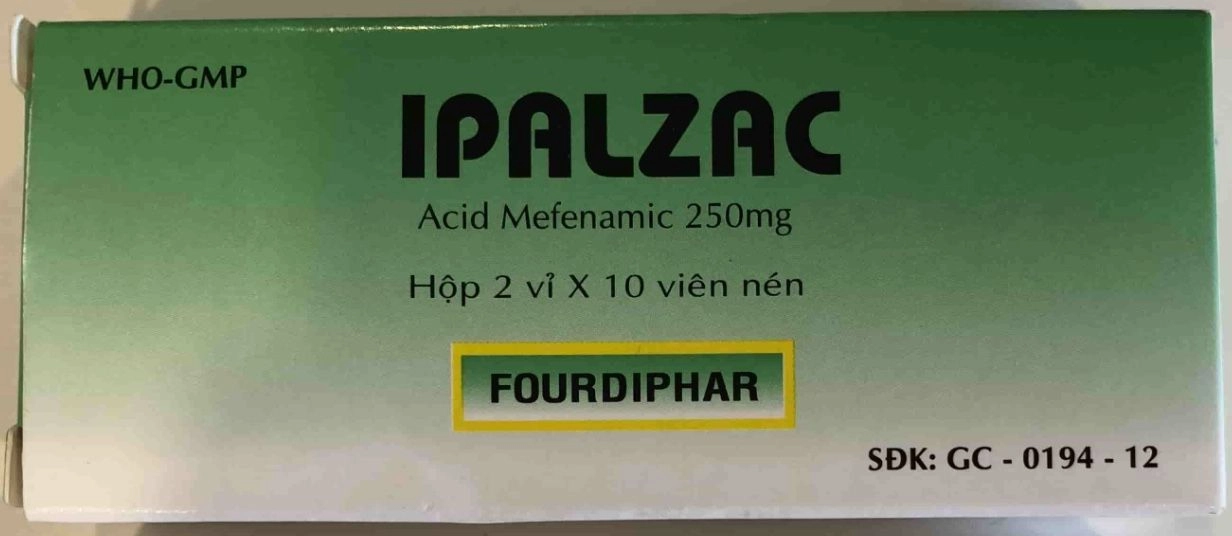 WHO-GMP
IPALZAC
Acid Mefenamic 250mg
Hộp 2 vỉ X 10 viên nén
FOURDIPHAR
SĐK: GC - 0194 - 12